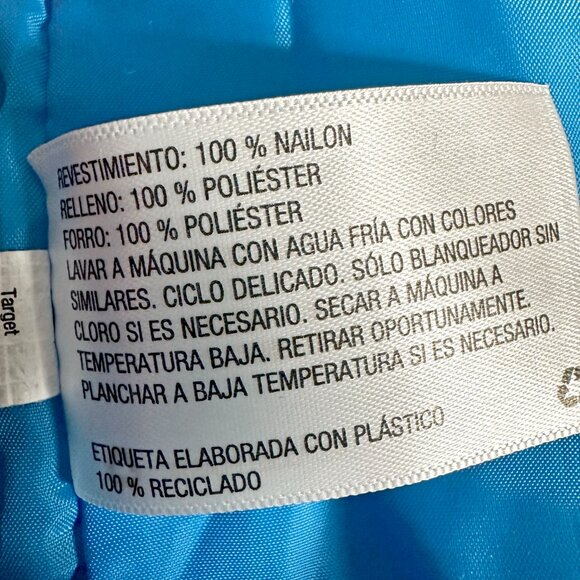 REVESTIMIENTO: 100 % NAILON
RELLENO: 100 % POLIÉSTER
FORRO: 100 % POLIÉSTER
LAVAR A MÁQUINA CON AGUA FRÍA CON COLORES
SIMILARES. CICLO DELICADO. SÓLO BLANQUEADOR SIN
CLORO SI ES NECESARIO. SECAR A MÁQUINA A
TEMPERATURA BAJA. RETIRAR OPORTUNAMENTE.
PLANCHAR A BAJA TEMPERATURA SI ES NECESARIO.
ETIQUETA ELABORADA CON PLÁSTICO
100 % RECICLADO
Target